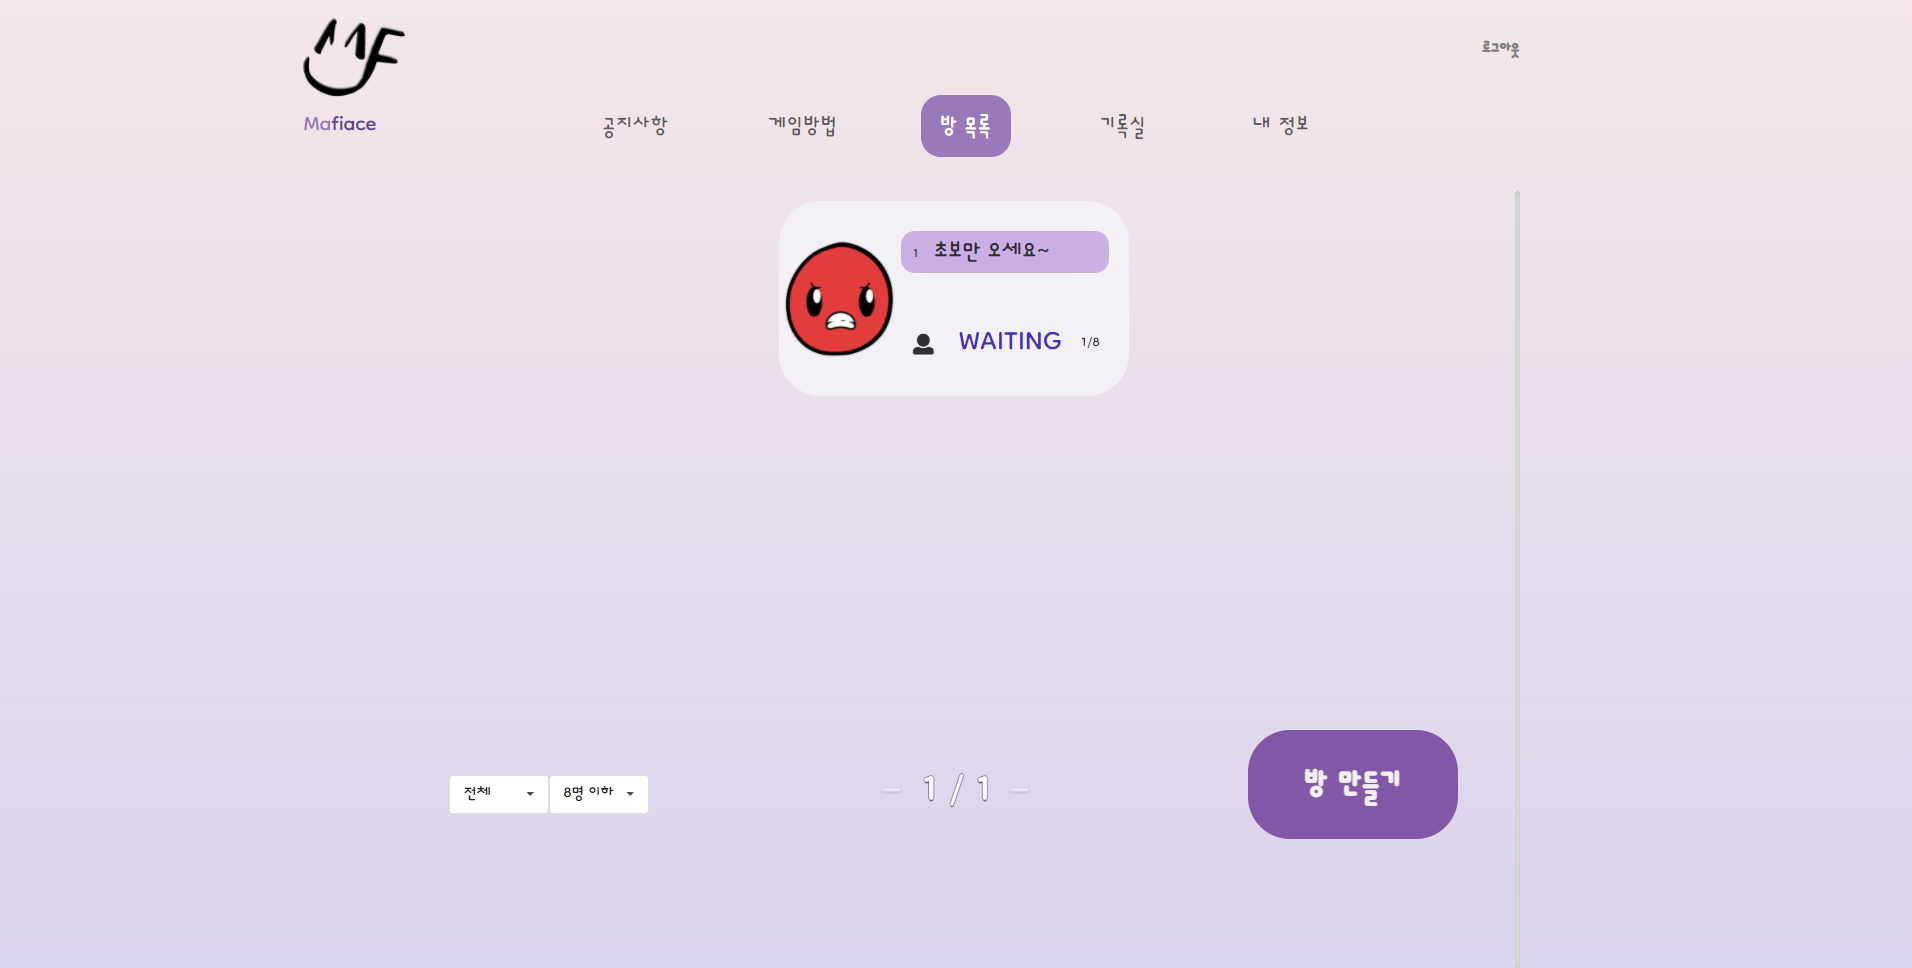 MF
로그아웃
Mafiace
공지사항
게임방법
방 목록
기록실
내 정보
1 초보만 오세요~
WAITING 1/8
전체
8명 이하
- 1 / 1 -
방 만들기